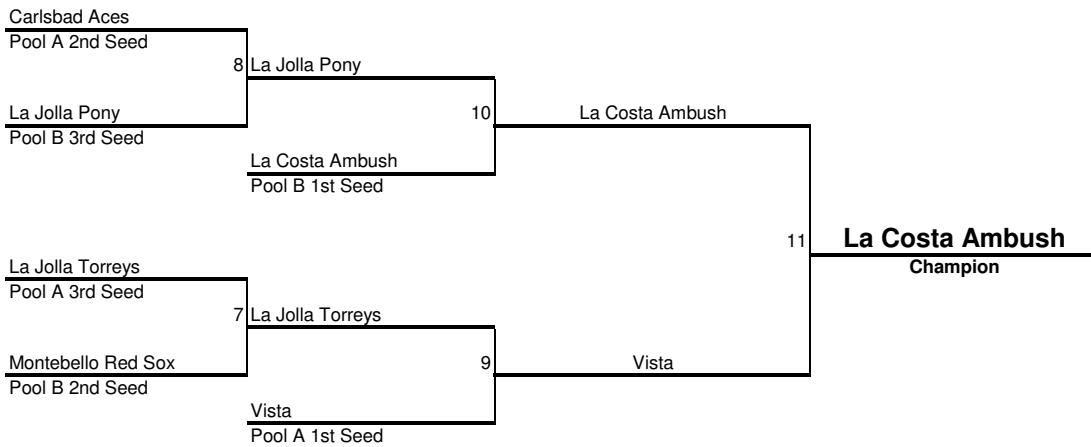 Carlsbad Aces
Pool A 2nd Seed
8 La Jolla Pony
La Jolla Pony
Pool B 3rd Seed
10 La Costa Ambush
La Costa Ambush
Pool B 1st Seed
11 La Costa Ambush
Champion
La Jolla Torreys
Pool A 3rd Seed
7 La Jolla Torreys
Montebello Red Sox
Pool B 2nd Seed
9 Vista
Vista
Pool A 1st Seed